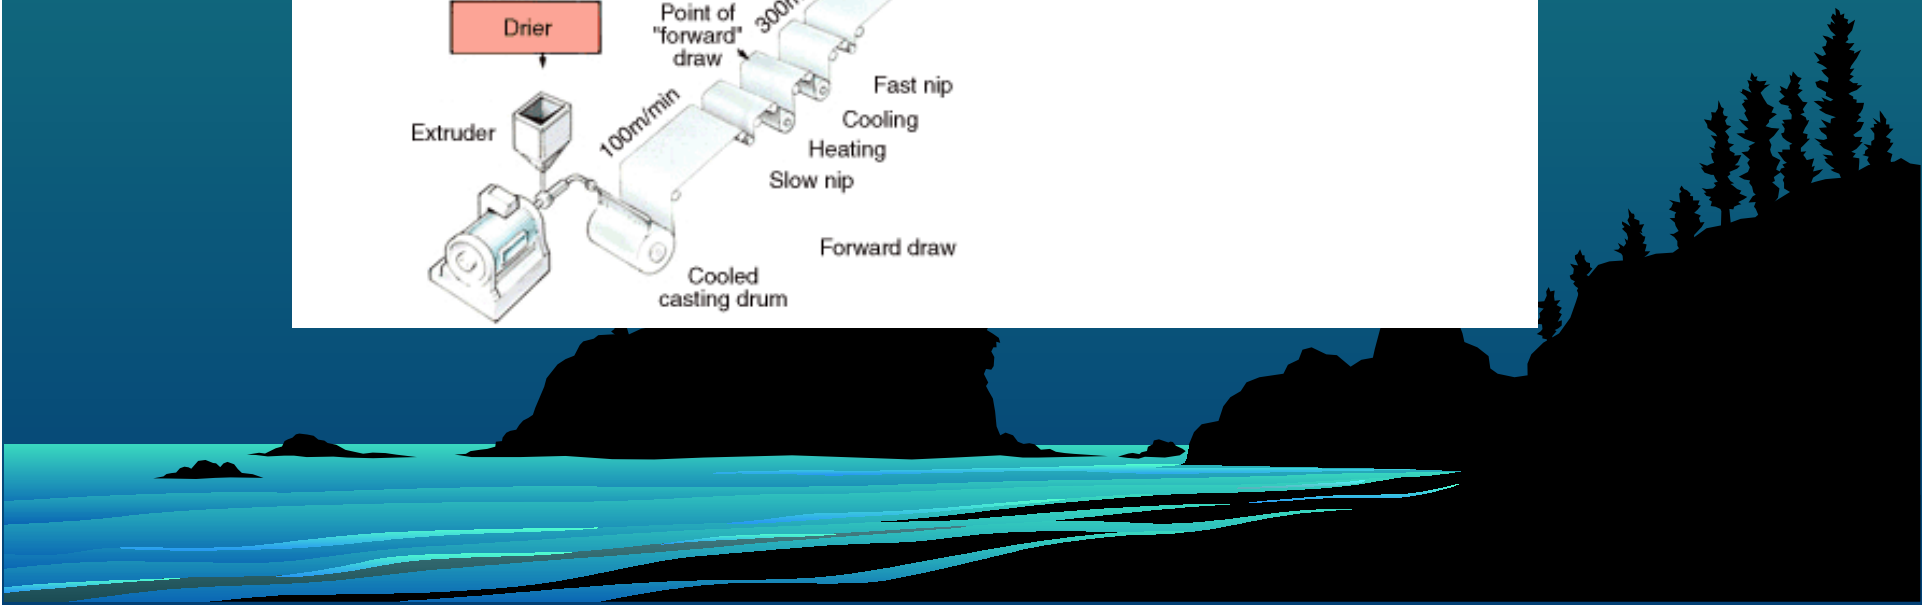 Drier
Point of
"forward"
draw
Extruder
100m/min
Fast nip
Cooling
Heating
Slow nip
Forward draw
Cooled
casting drum